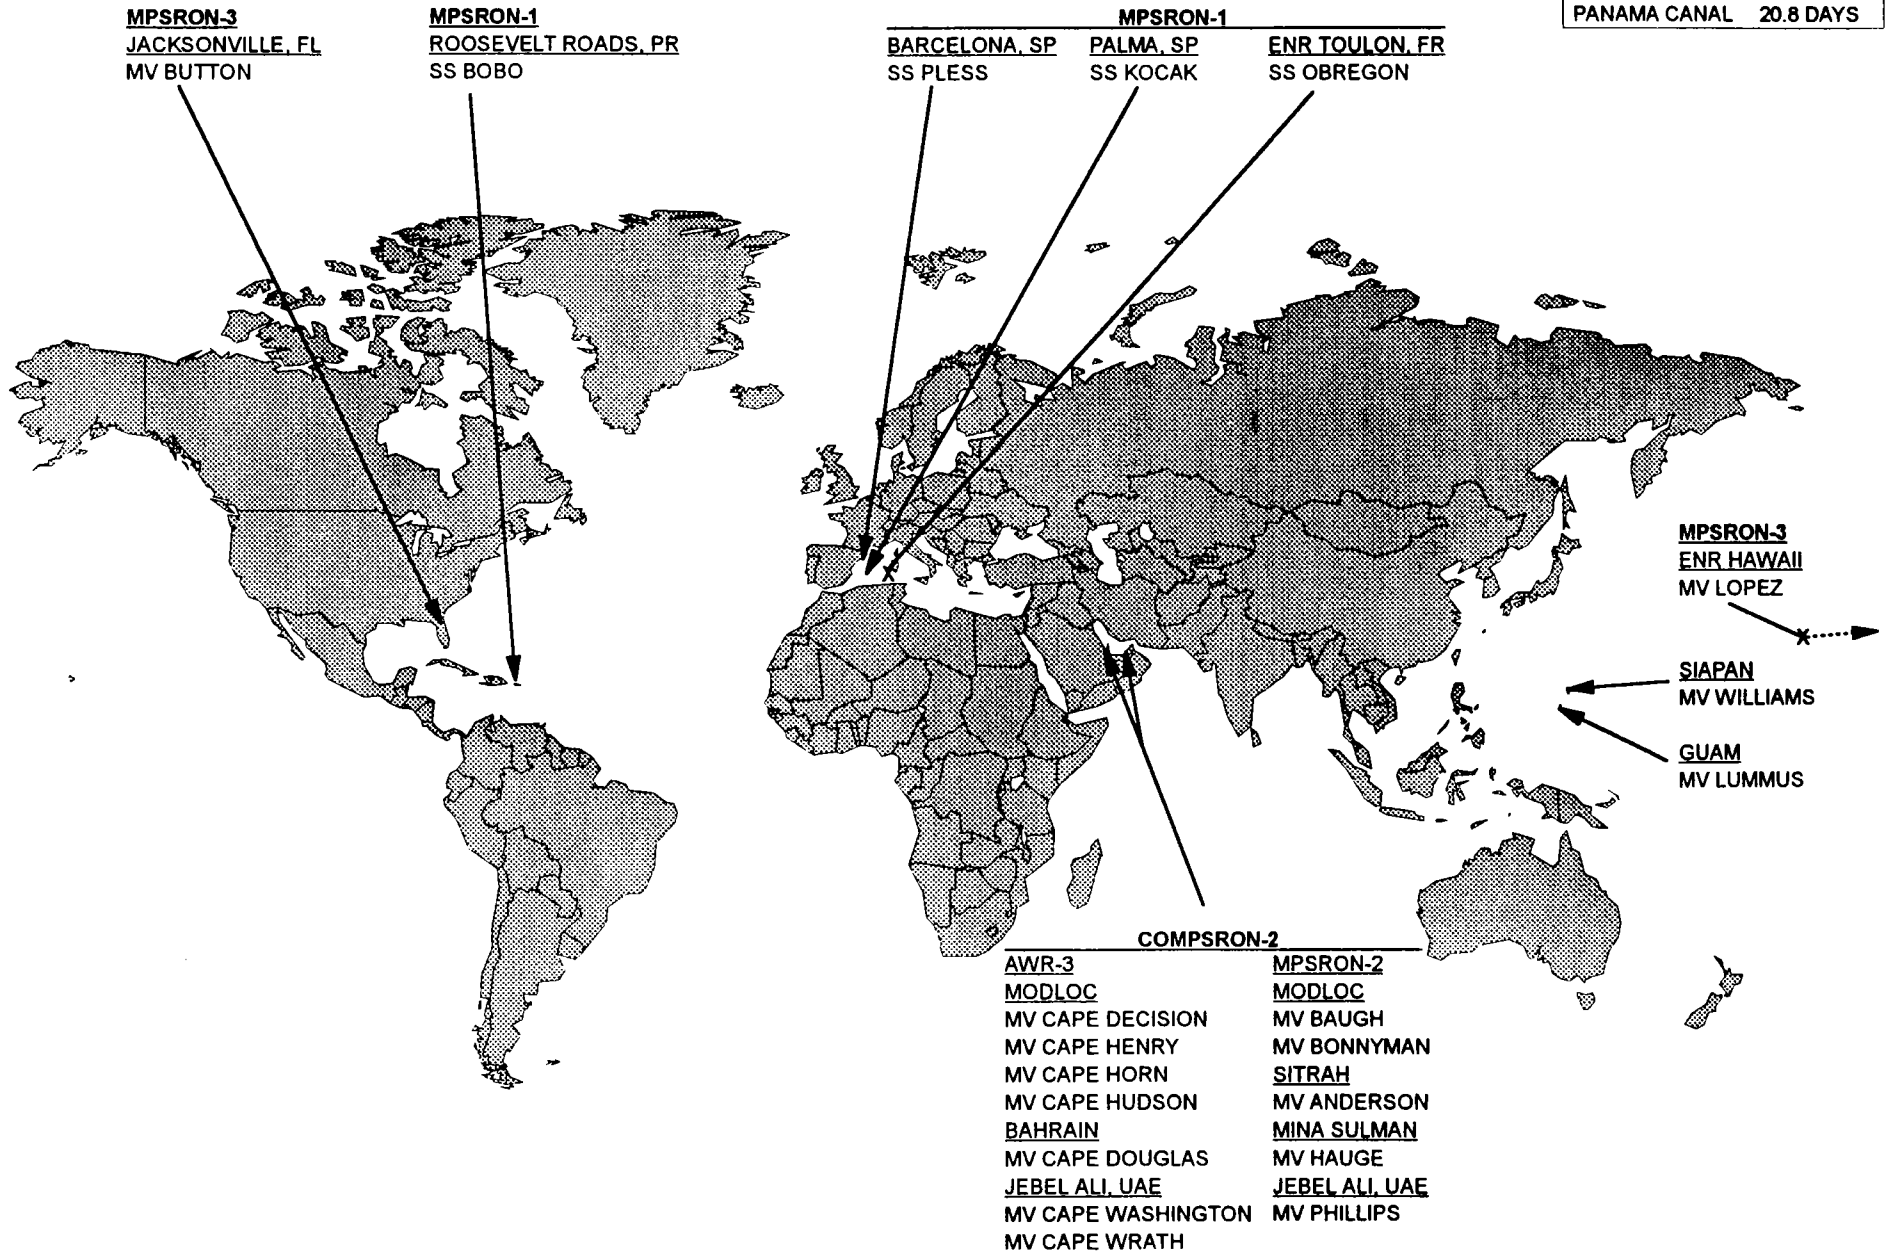 PANAMA CANAL 20.8 DAYS
MPSRON-3
JACKSONVILLE, FL
MV BUTTON
MPSRON-1
ROOSEVELT ROADS, PR
SS BOBO
MPSRON-1
BARCELONA, SP
SS PLESS
PALMA, SP
SS KOCAK
ENR TOULON, FR
SS OBREGON
MPSRON-3
ENR HAWAII
MV LOPEZ
SIAPAN
MV WILLIAMS
GUAM
MV LUMMUS
COMPSRON-2
AWR-3
MODLOC
MV CAPE DECISION
MV CAPE HENRY
MV CAPE HORN
MV CAPE HUDSON
BAHRAIN
MV CAPE DOUGLAS
JEBEL ALI, UAE
MV CAPE WASHINGTON
MV CAPE WRATH
MPSRON-2
MODLOC
MV BAUGH
MV BONNYMAN
SITRAH
MV ANDERSON
MINA SULMAN
MV HAUGE
JEBEL ALI, UAE
MV PHILLIPS